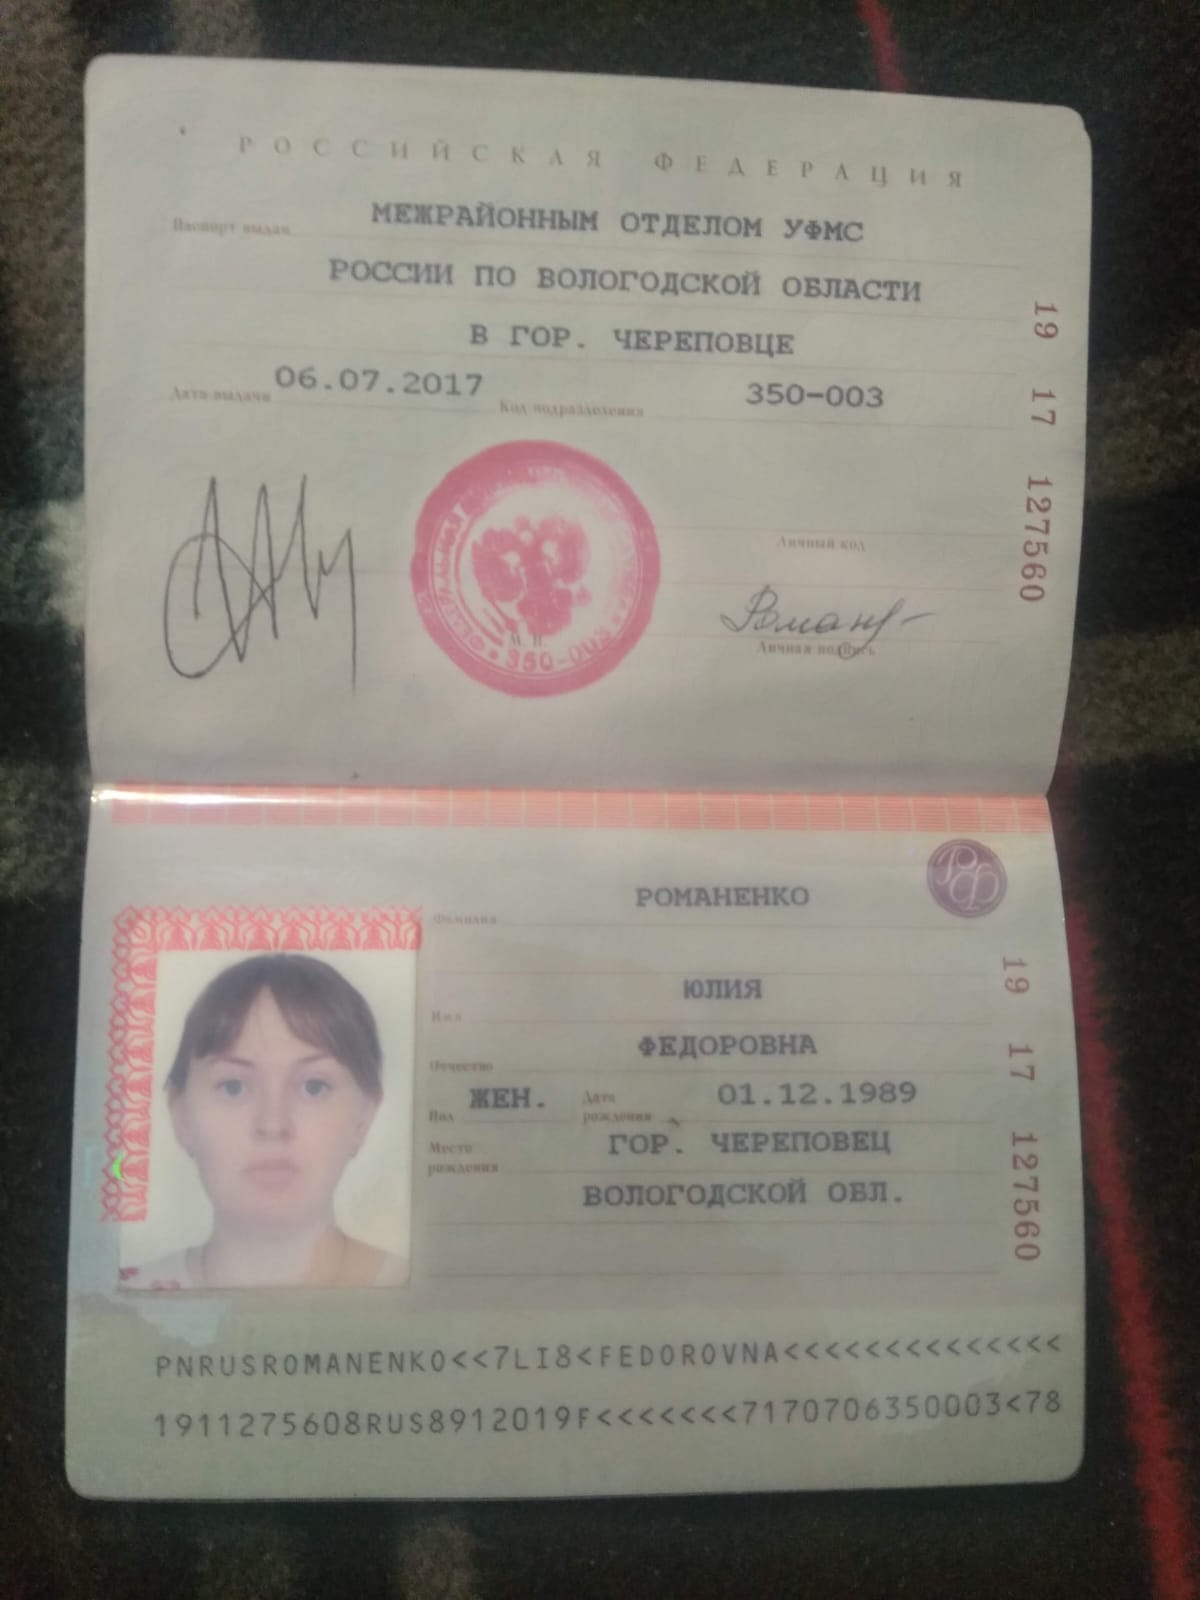 РОССИЙСКАЯ ФЕДЕРАЦИЯ
Паспорт выдан МЕЖРАЙОННЫМ ОТДЕЛОМ УФМС
РОССИИ ПО ВОЛОГОДСКОЙ ОБЛАСТИ
В ГОР. ЧЕРЕПОВЦЕ
Дата выдачи 06.07.2017 Код подразделения 350-003
19 17 127560
Личный код
Личная подпись
М.П.
350-003
РФ
Фамилия РОМАНЕНКО
Имя ЮЛИЯ
Отчество ФЕДОРОВНА
Пол ЖЕН. Дата рождения 01.12.1989
Место рождения ГОР. ЧЕРЕПОВЕЦ
ВОЛОГОДСКОЙ ОБЛ.
19 17 127560
PNRUSROMANENKO<<7LI8<FEDOROVNA<<<<<<<<<<<<<<
1911275608RUS8912019F<<<<<<<7170706350003<78